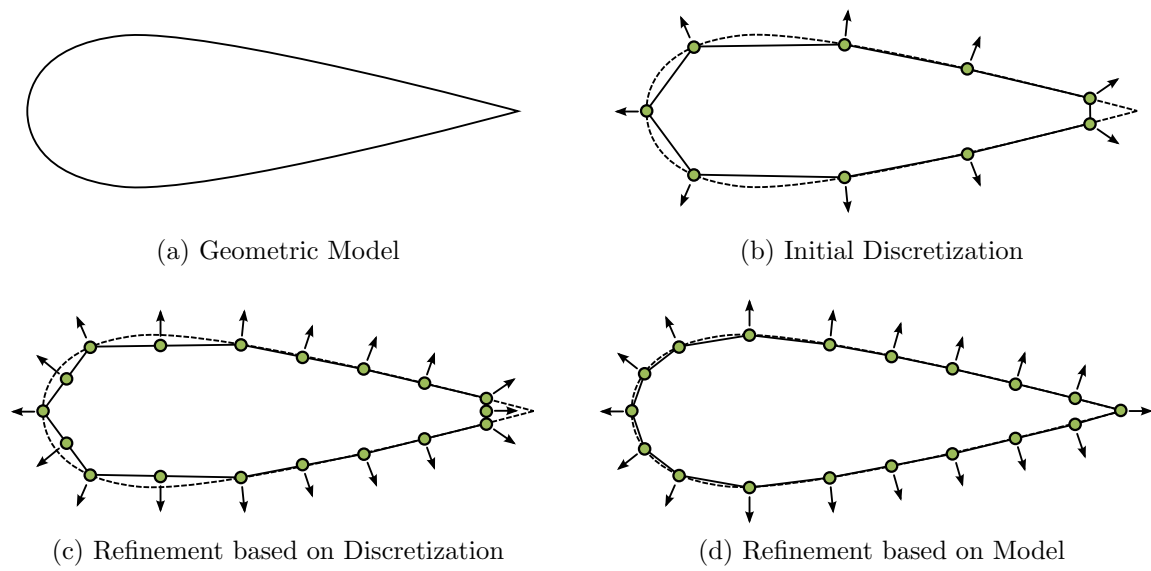 (a) Geometric Model
(b) Initial Discretization
(c) Refinement based on Discretization
(d) Refinement based on Model